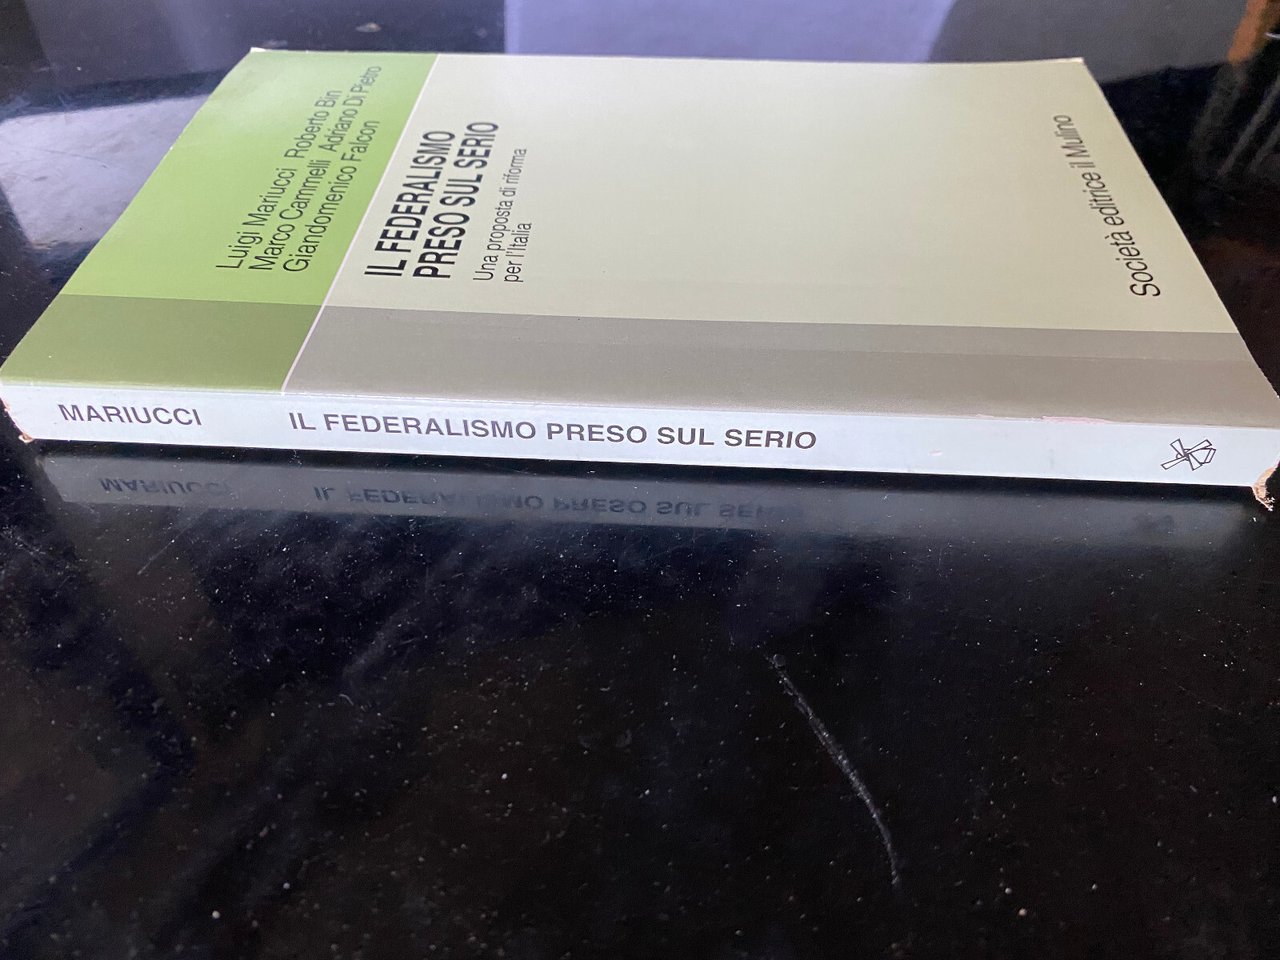 Luigi Mariucci Roberto Bin
Marco Cammelli Adriano Di Pietro
Giandomenico Falcon
IL FEDERALISMO
PRESO SUL SERIO
Una proposta di riforma
per l'Italia
Società editrice il Mulino
MARIUCCI IL FEDERALISMO PRESO SUL SERIO